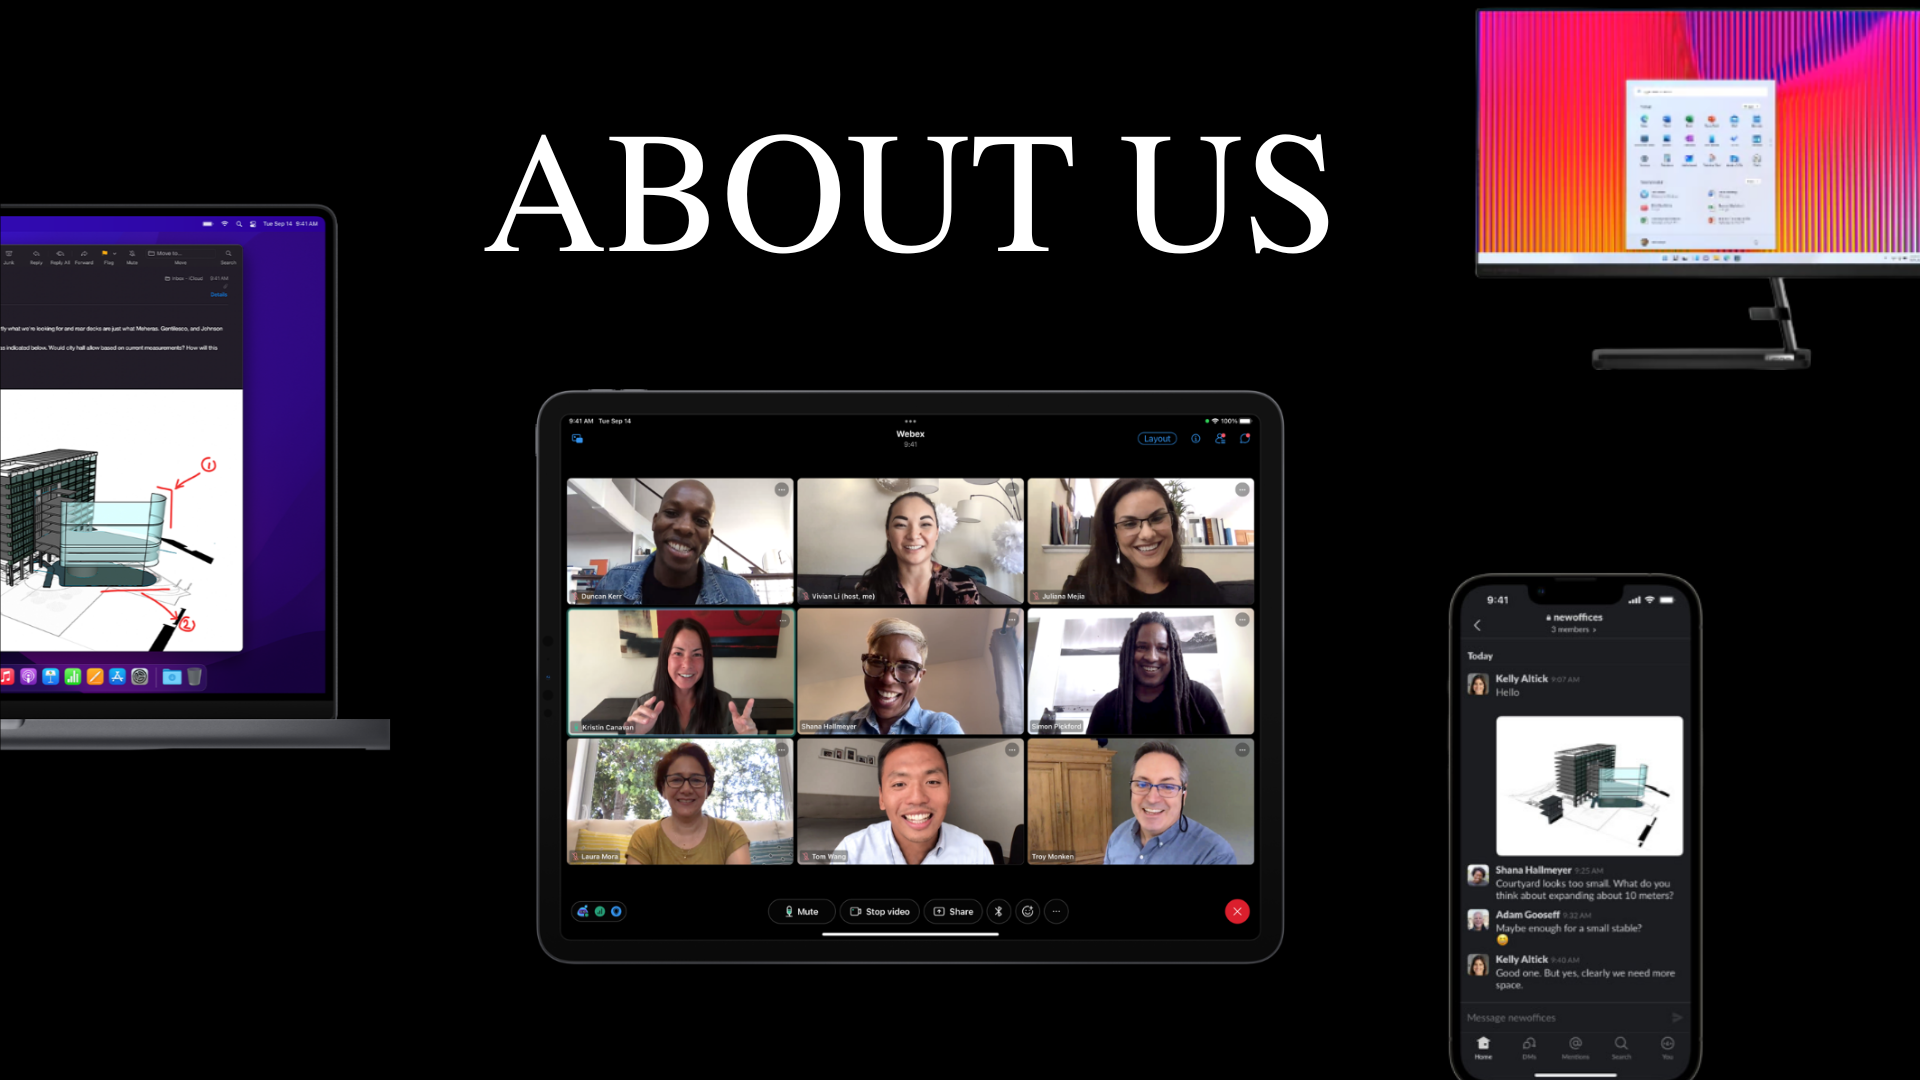 ABOUT US
Tue Sep 14 9:41 AM
Junk Reply Reply All Forward Flag Mute Move to... More Search
Inbox - iCloud 9:41 AM
Details
tly what we're looking for and mar decks are just what Meheras, Gentilesco, and Johnson
as indicated below. Would city hall allow based on current measurements? How will this
1
2
9:41 AM Tue Sep 14
100%
Webex
9:41
Layout
Duncan Kerr
Vivian Li (host, me)
Juliana Mejia
Kristin Canavan
Shana Hallmeyer
Simon Pickford
Laura Mora
Tom Wang
Troy Monken
Mute
Stop video
Share
9:41
newoffices
3 members >
Today
Kelly Altick 9:07 AM
Hello
Shana Hallmeyer 9:25 AM
Courtyard looks too small. What do you
think about expanding about 10 meters?
Adam Gooseff 9:32 AM
Maybe enough for a small stable?
😄
Kelly Altick 9:40 AM
Good one. But yes, clearly we need more
space.
Message newoffices
Home DMs Mentions Search You